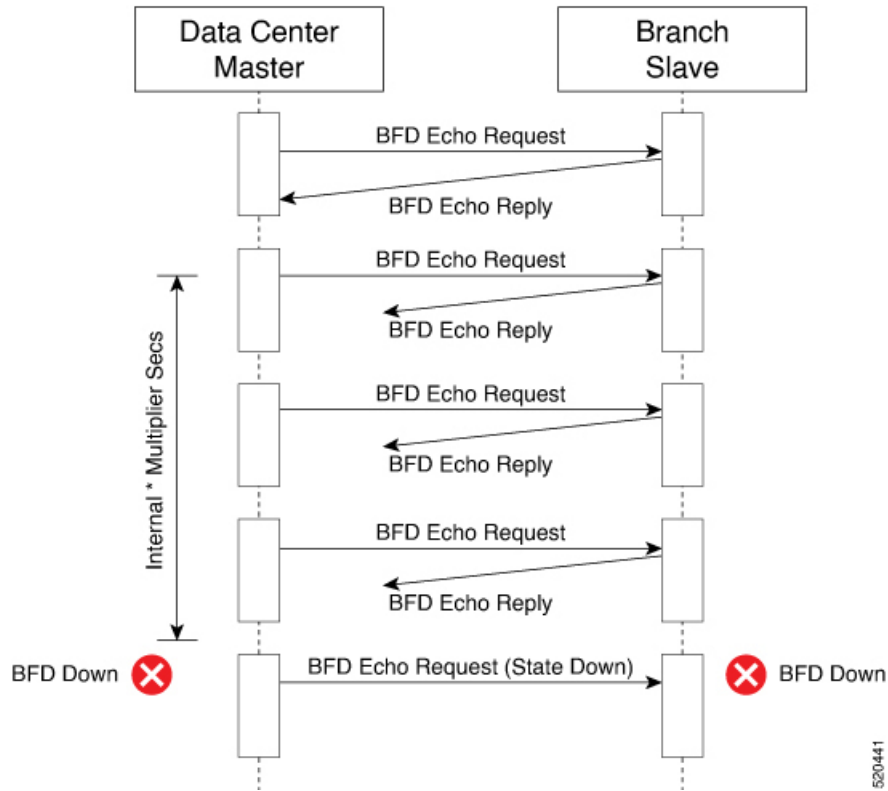 Data Center
Master
Branch
Slave
BFD Echo Request
BFD Echo Reply
BFD Echo Request
BFD Echo Reply
BFD Echo Request
BFD Echo Reply
BFD Echo Request
BFD Echo Reply
Internal * Multiplier Secs
BFD Down
BFD Echo Request (State Down)
BFD Down
520441